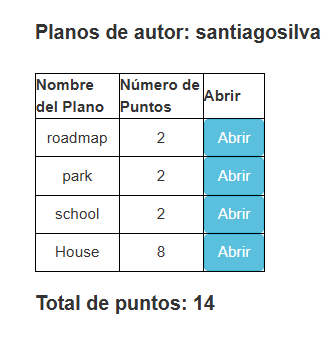 Planos de autor: santiagosilva
Nombre del Plano Número de Puntos Abrir
roadmap 2 Abrir
park 2 Abrir
school 2 Abrir
House 8 Abrir
Total de puntos: 14